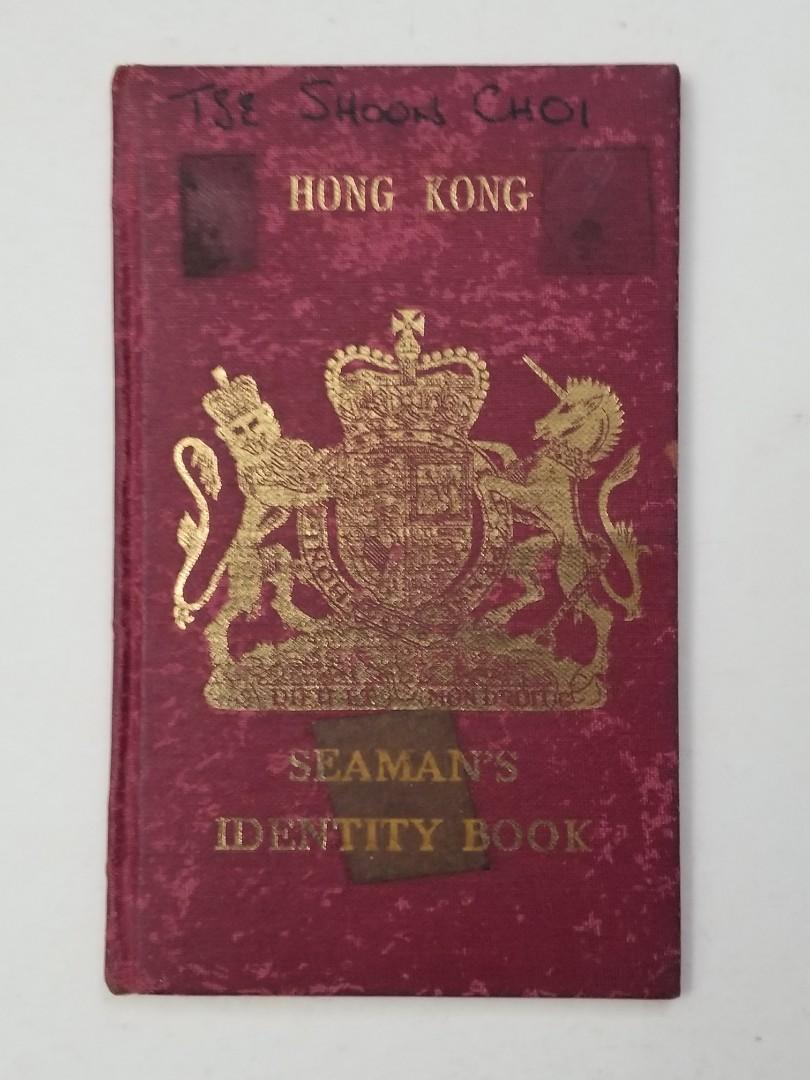 TSE SHOON CHOI
HONG KONG
SEAMAN'S
IDENTITY BOOK